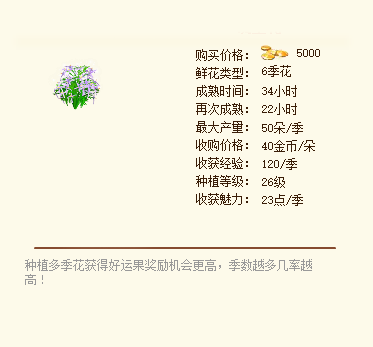 购买价格: 5000
鲜花类型: 6季花
成熟时间: 34小时
再次成熟: 22小时
最大产量: 50朵/季
收购价格: 40金币/朵
收获经验: 120/季
种植等级: 26级
收获魅力: 23点/季
种植多季花获得好运果奖励机会更高，季数越多几率越
高！